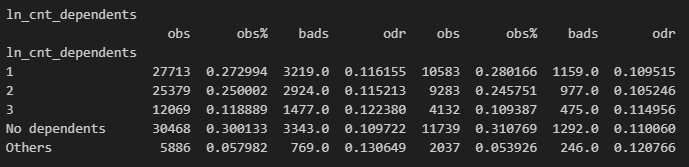 ln_cnt_dependents
obs obs% bads odr obs obs% bads odr
ln_cnt_dependents
1 27713 0.272994 3219.0 0.116155 10583 0.280166 1159.0 0.109515
2 25379 0.250002 2924.0 0.115213 9283 0.245751 977.0 0.105246
3 12069 0.118889 1477.0 0.122380 4132 0.109387 475.0 0.114956
No dependents 30468 0.300133 3343.0 0.109722 11739 0.310769 1292.0 0.110060
Others 5886 0.057982 769.0 0.130649 2037 0.053926 246.0 0.120766